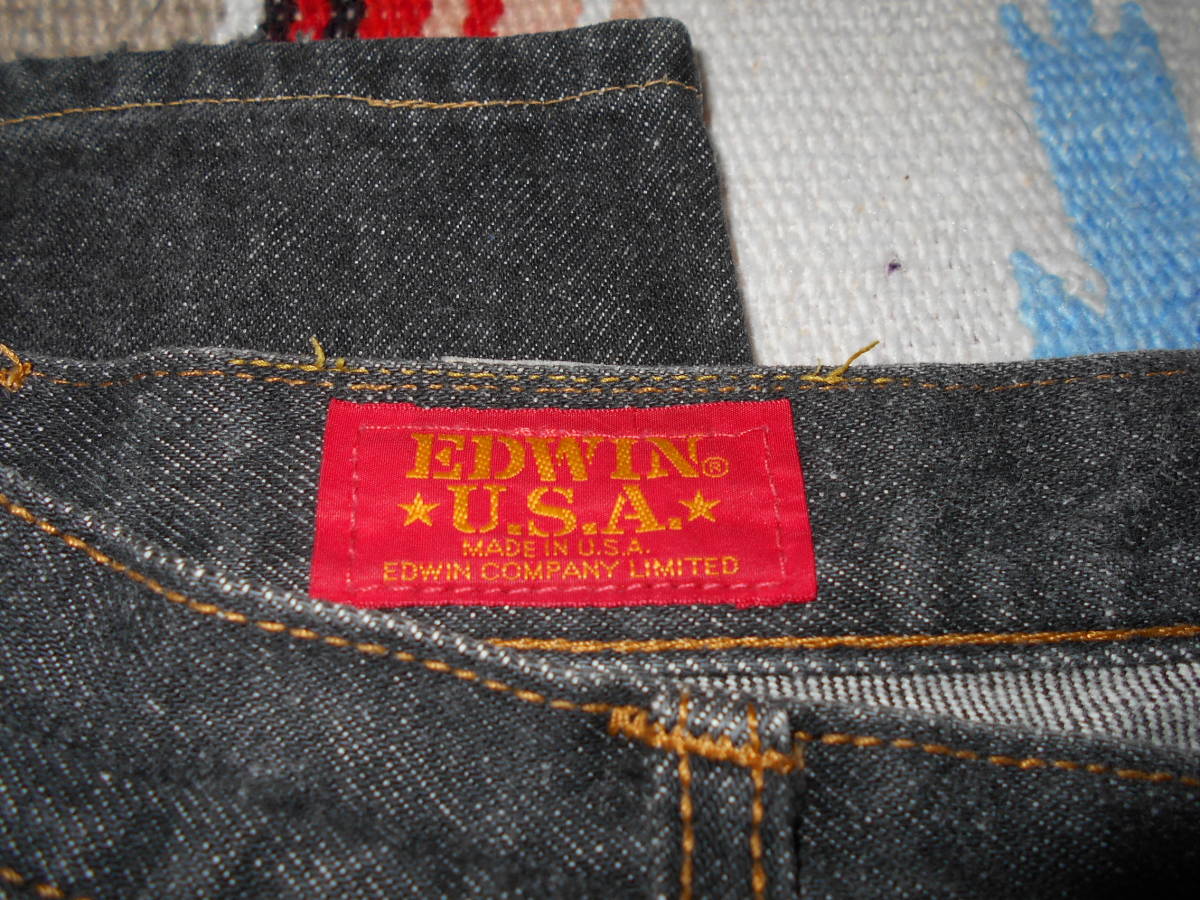 EDWIN®
★U.S.A.★
MADE IN U.S.A.
EDWIN COMPANY LIMITED